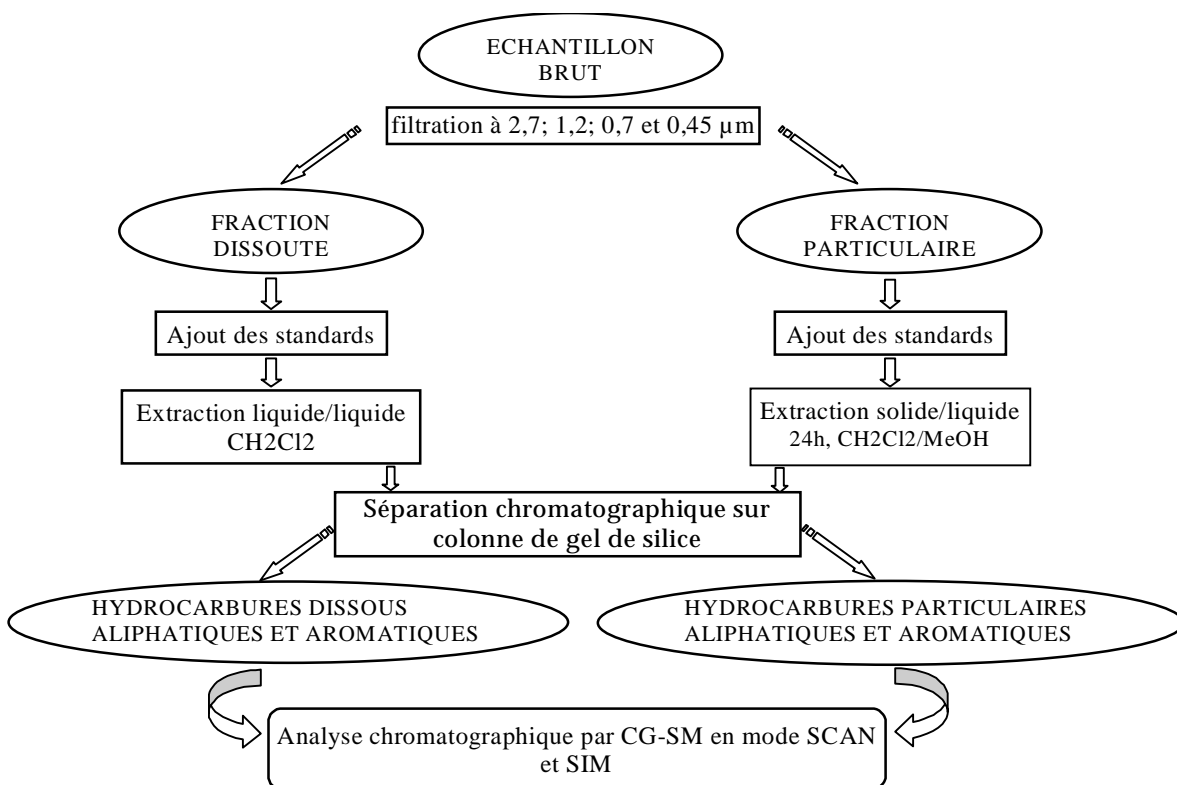 ECHANTILLON
BRUT
filtration à 2,7; 1,2; 0,7 et 0,45 µm
FRACTION
DISSOUTE
FRACTION
PARTICULAIRE
Ajout des standards
Ajout des standards
Extraction liquide/liquide
CH2Cl2
Extraction solide/liquide
24h, CH2Cl2/MeOH
Séparation chromatographique sur
colonne de gel de silice
HYDROCARBURES DISSOUS
ALIPHATIQUES ET AROMATIQUES
HYDROCARBURES PARTICULAIRES
ALIPHATIQUES ET AROMATIQUES
Analyse chromatographique par CG-SM en mode SCAN
et SIM